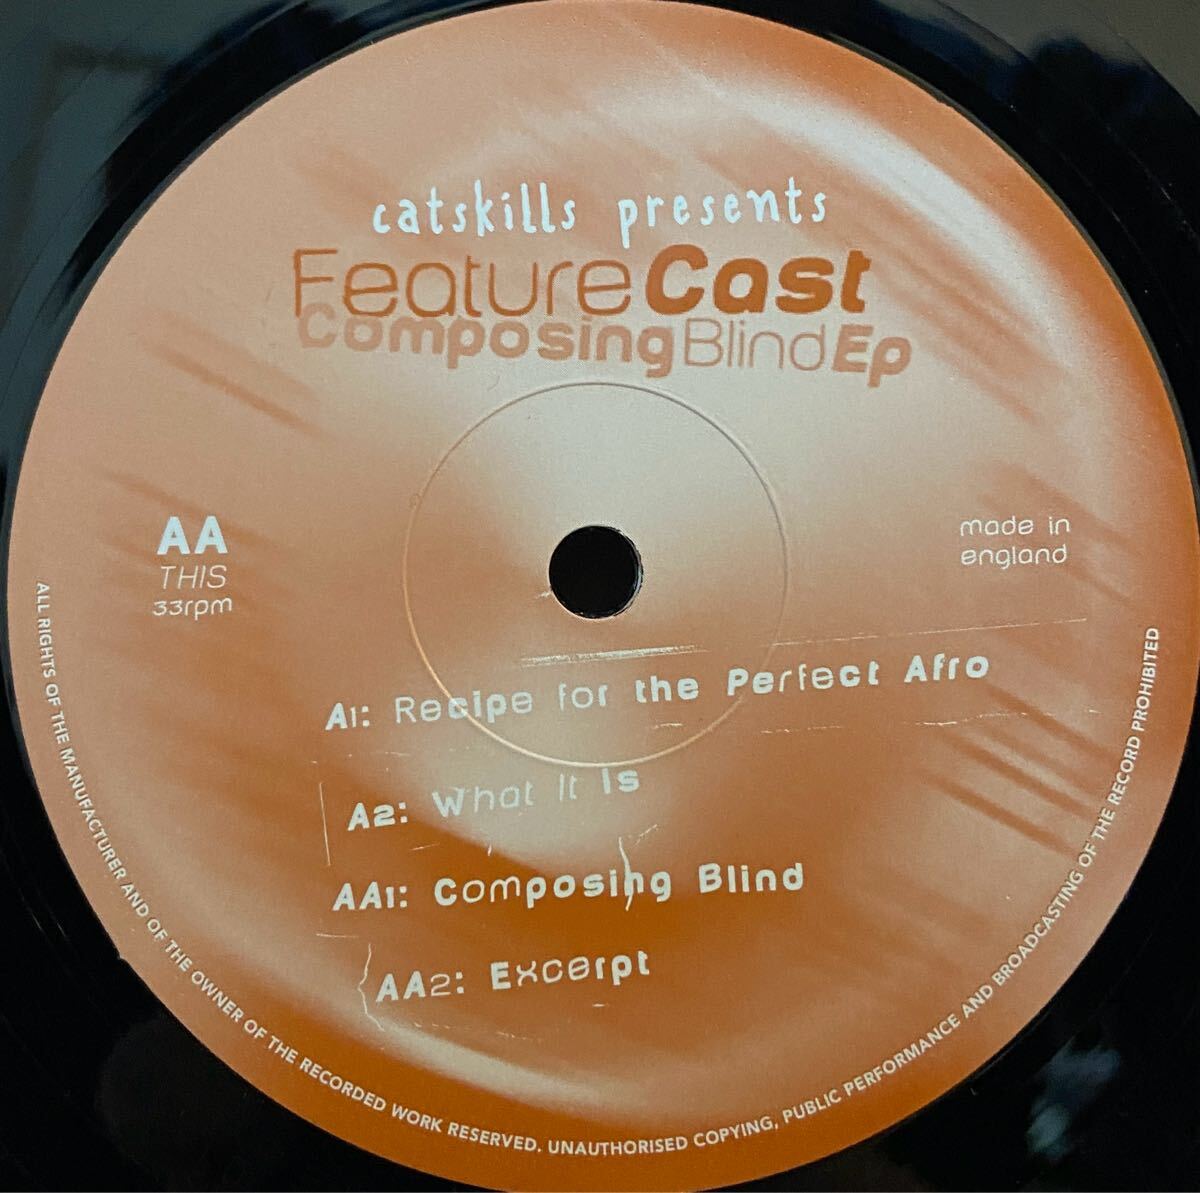 catskills presents
FeatureCast
ComposingBlindEp
AA
THIS
33rpm
made in
england
A1: Recipe for the Perfect Afro
A2: What It Is
AA1: Composing Blind
AA2: Excerpt
ALL RIGHTS OF THE MANUFACTURER AND OF THE OWNER OF THE RECORDED WORK RESERVED. UNAUTHORISED COPYING, PUBLIC PERFORMANCE AND BROADCASTING OF THE RECORD PROHIBITED